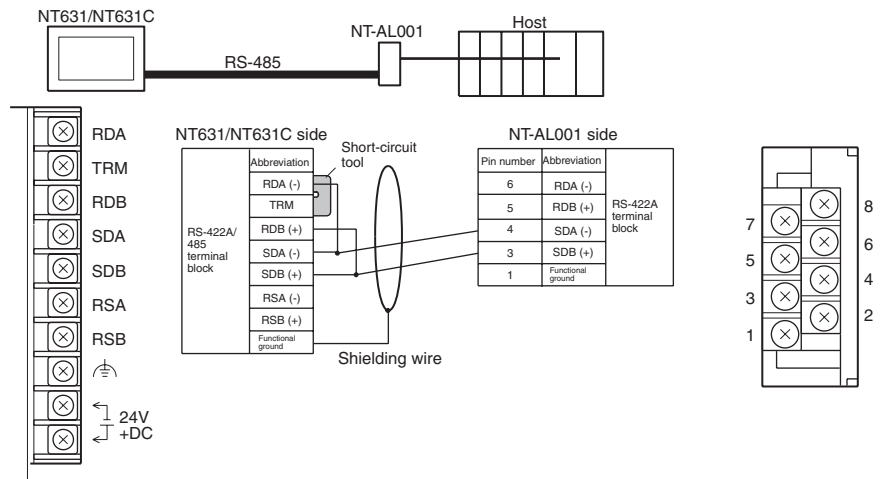 NT631/NT631C
NT-AL001
Host
RS-485
RDA
TRM
RDB
SDA
SDB
RSA
RSB
24V
+DC
NT631/NT631C side
Short-circuit
tool
Abbreviation
RDA (-)
TRM
RDB (+)
SDA (-)
SDB (+)
RSA (-)
RSB (+)
Functional
ground
RS-422A/
485
terminal
block
Shielding wire
NT-AL001 side
Pin number Abbreviation
6 RDA (-)
5 RDB (+)
4 SDA (-)
3 SDB (+)
1 Functional
ground
RS-422A
terminal
block
7
5
3
1
8
6
4
2